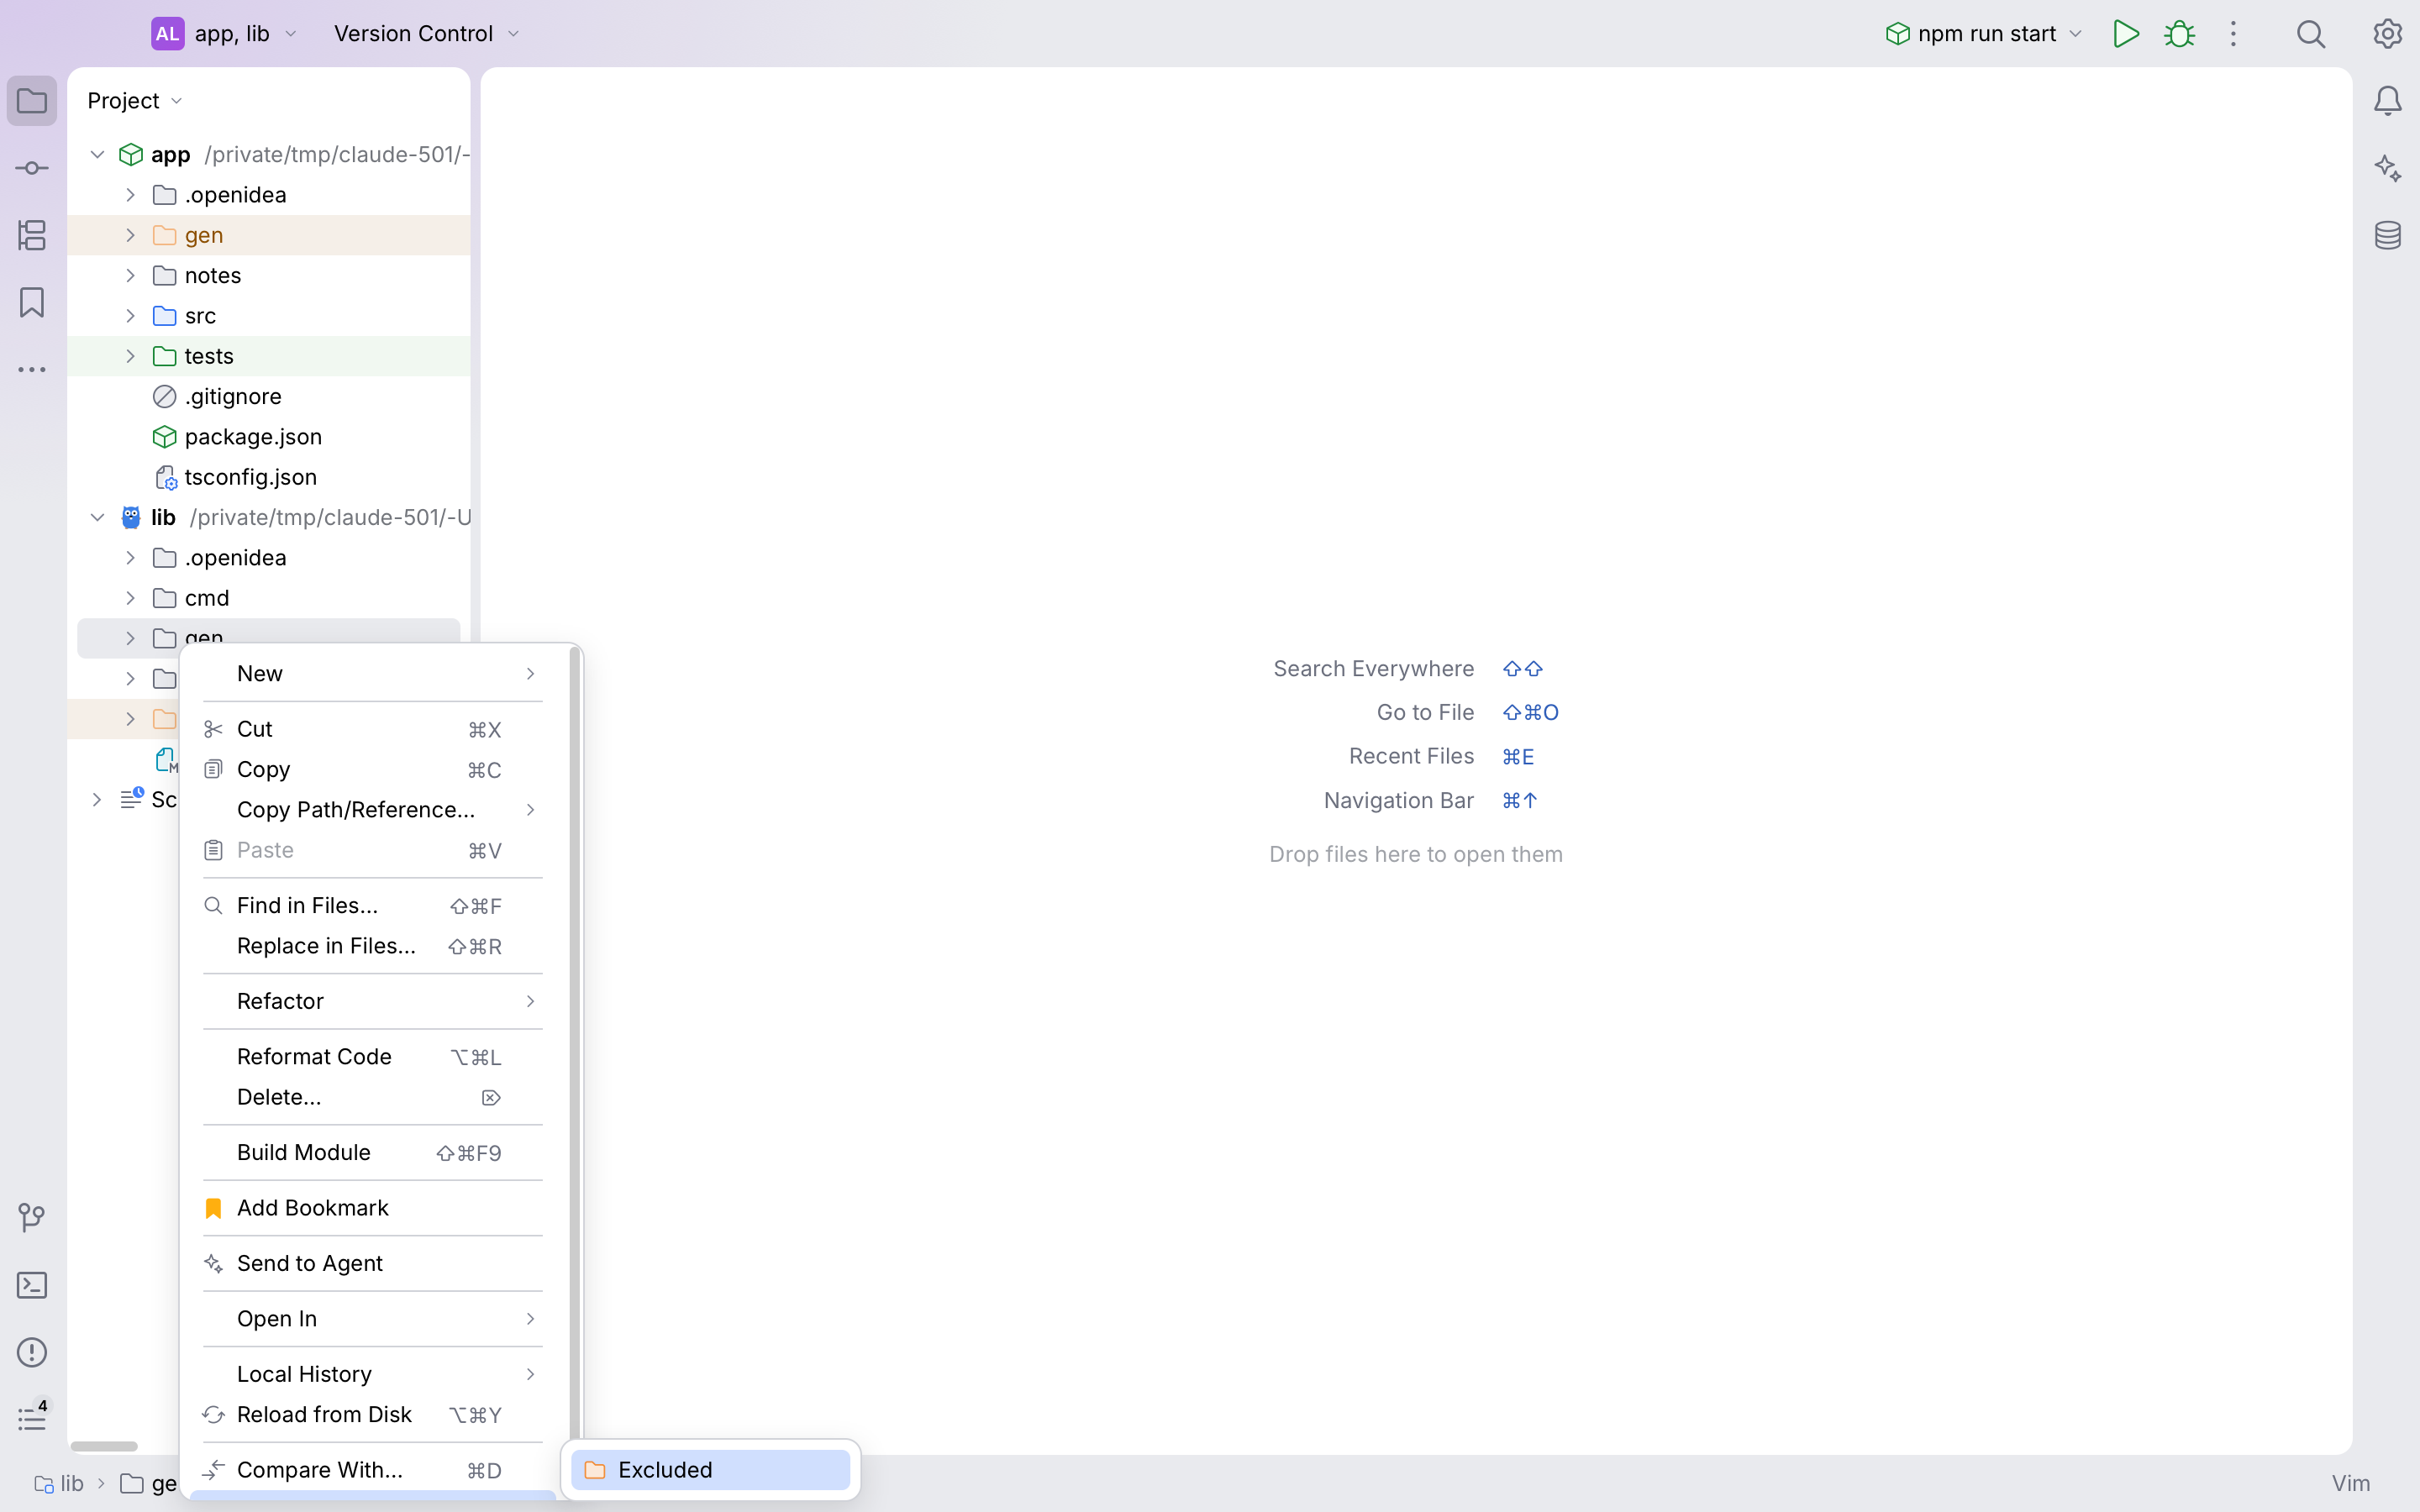 AL app, lib Version Control npm run start
Project
app /private/tmp/claude-501/-
.openidea
gen
notes
src
tests
.gitignore
package.json
tsconfig.json
lib /private/tmp/claude-501/-U
.openidea
cmd
gen
Sc
New
Cut ⌘X
Copy ⌘C
Copy Path/Reference...
Paste ⌘V
Find in Files... ⇧⌘F
Replace in Files... ⇧⌘R
Refactor
Reformat Code ⌥⌘L
Delete... ⌦
Build Module ⇧⌘F9
Add Bookmark
Send to Agent
Open In
Local History
Reload from Disk ⌥⌘Y
Compare With... ⌘D
Excluded
Search Everywhere ⇧⇧
Go to File ⇧⌘O
Recent Files ⌘E
Navigation Bar ⌘↑
Drop files here to open them
4
lib ge
Vim